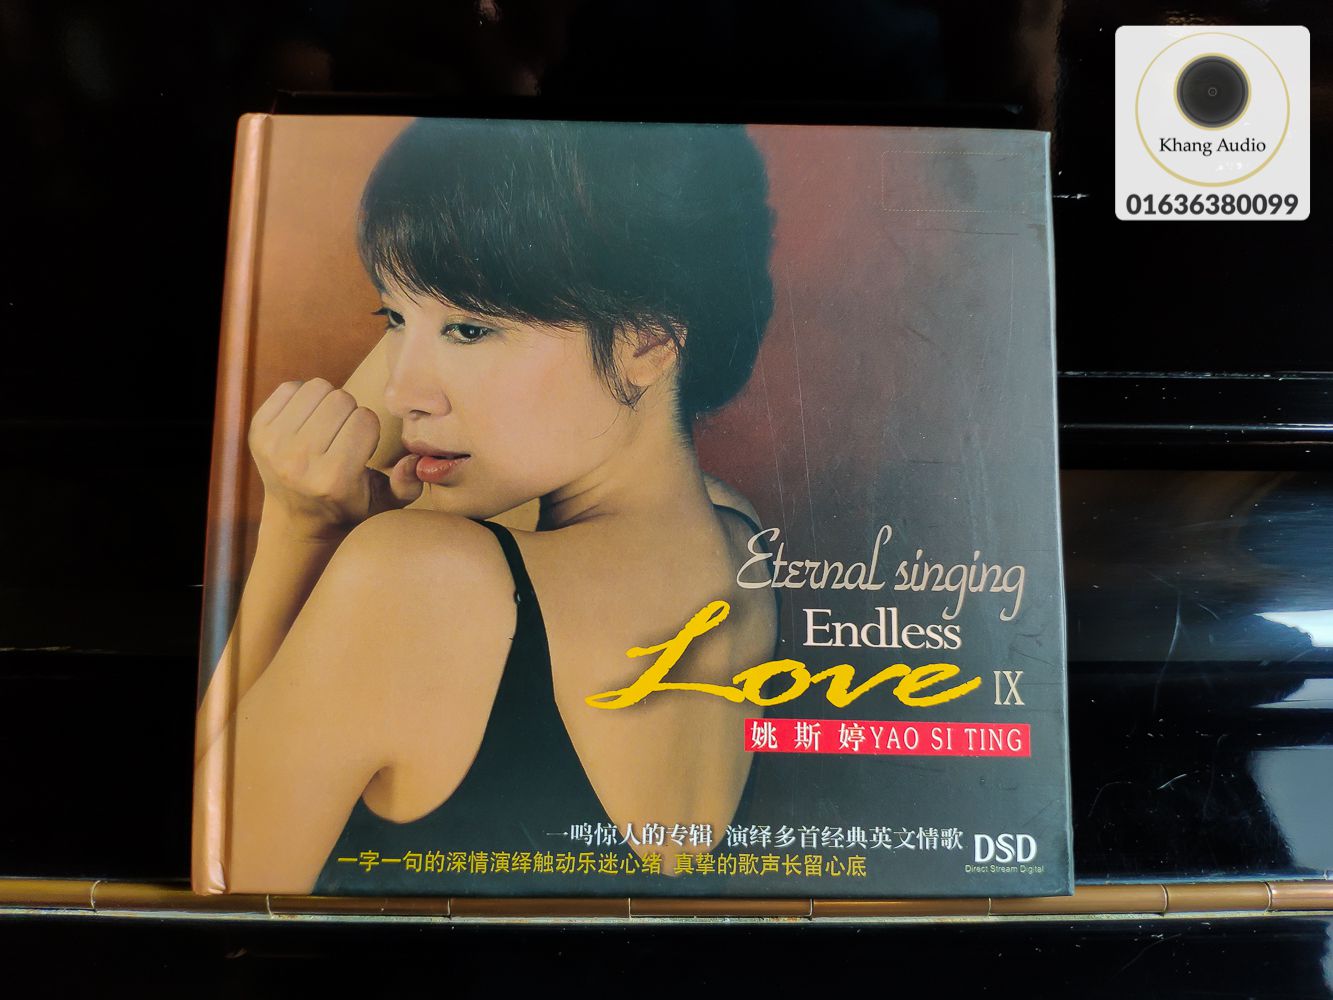 Khang Audio
01636380099
Eternal singing
Endless
Love IX
姚斯婷 YAO SI TING
一鸣惊人的专辑 演绎多首经典英文情歌
一字一句的深情演绎触动乐迷心绪 真挚的歌声长留心底
DSD
Direct Stream Digital